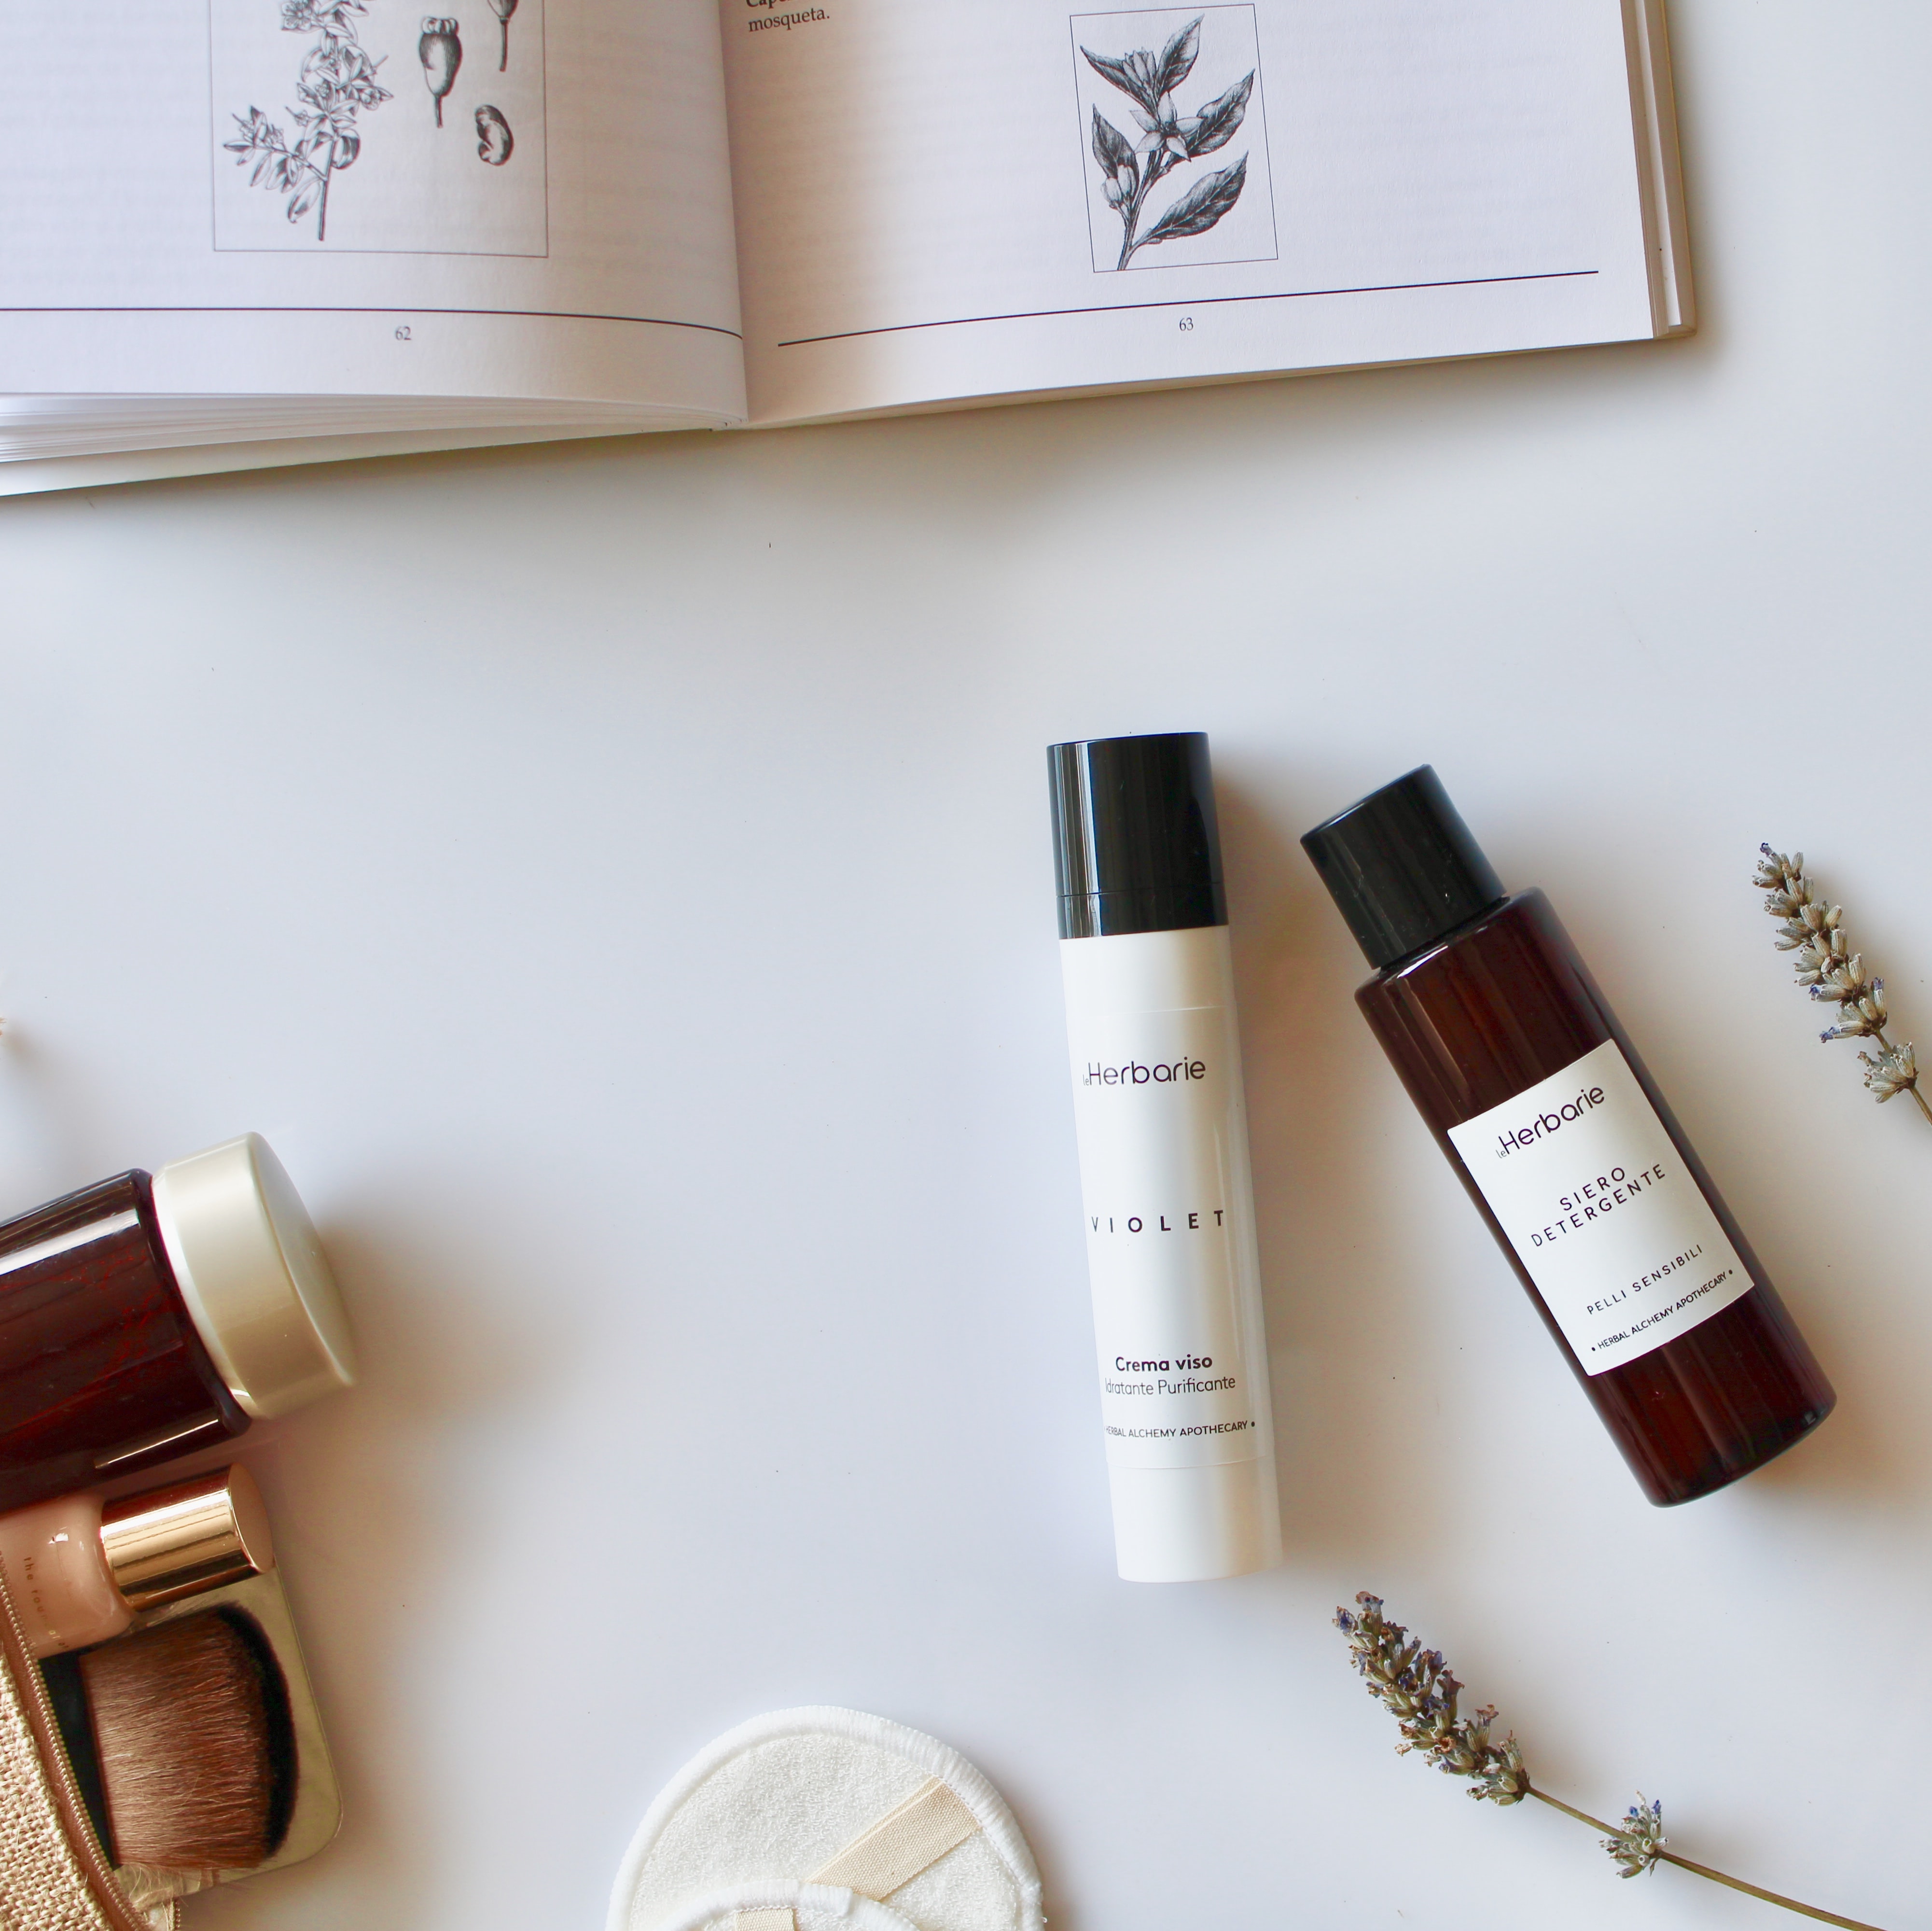 mosqueta.
62
63
leHerbarie
VIOLET
Crema viso
Idratante Purificante
HERBAL ALCHEMY APOTHECARY •
leHerbarie
SIERO
DETERGENTE
PELLI SENSIBILI
• HERBAL ALCHEMY APOTHECARY •
the